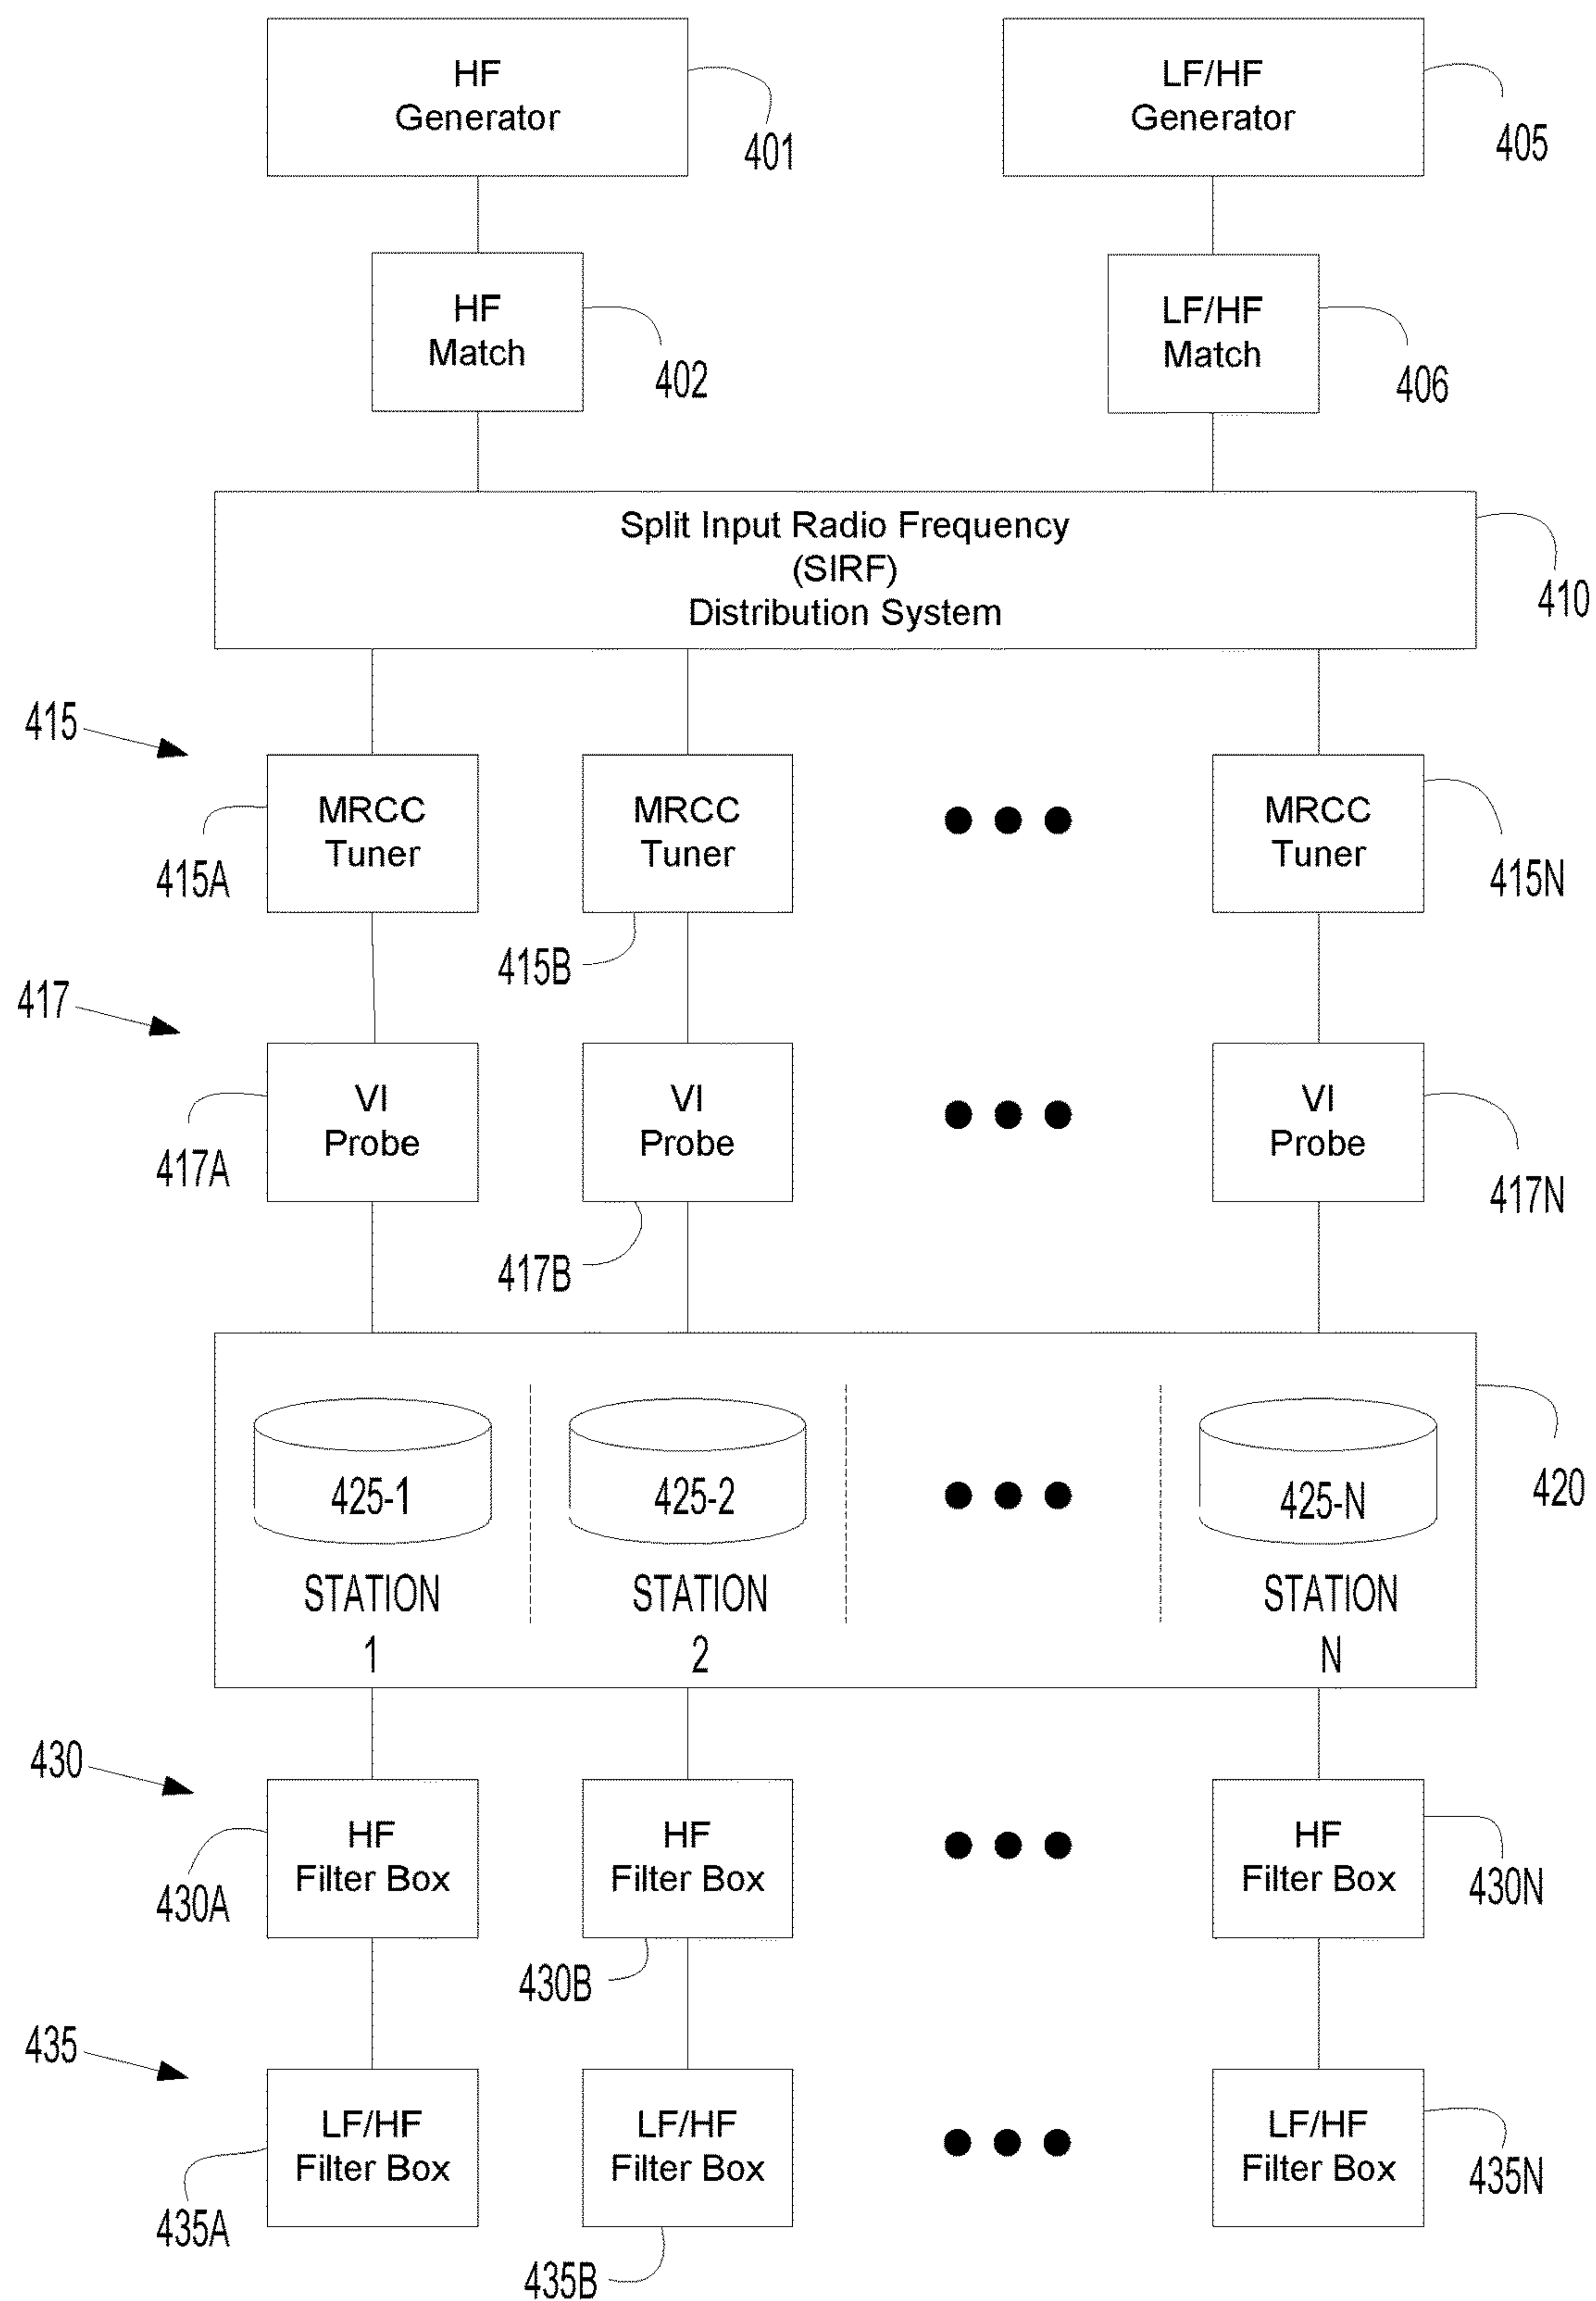 HF
Generator
401
LF/HF
Generator
405
HF
Match
402
LF/HF
Match
406
Split Input Radio Frequency
(SIRF)
Distribution System
410
415
MRCC
Tuner
415A
MRCC
Tuner
415B
MRCC
Tuner
415N
417
VI
Probe
417A
VI
Probe
417B
VI
Probe
417N
420
425-1
STATION
1
425-2
STATION
2
425-N
STATION
N
430
HF
Filter Box
430A
HF
Filter Box
430B
HF
Filter Box
430N
435
LF/HF
Filter Box
435A
LF/HF
Filter Box
435B
LF/HF
Filter Box
435N